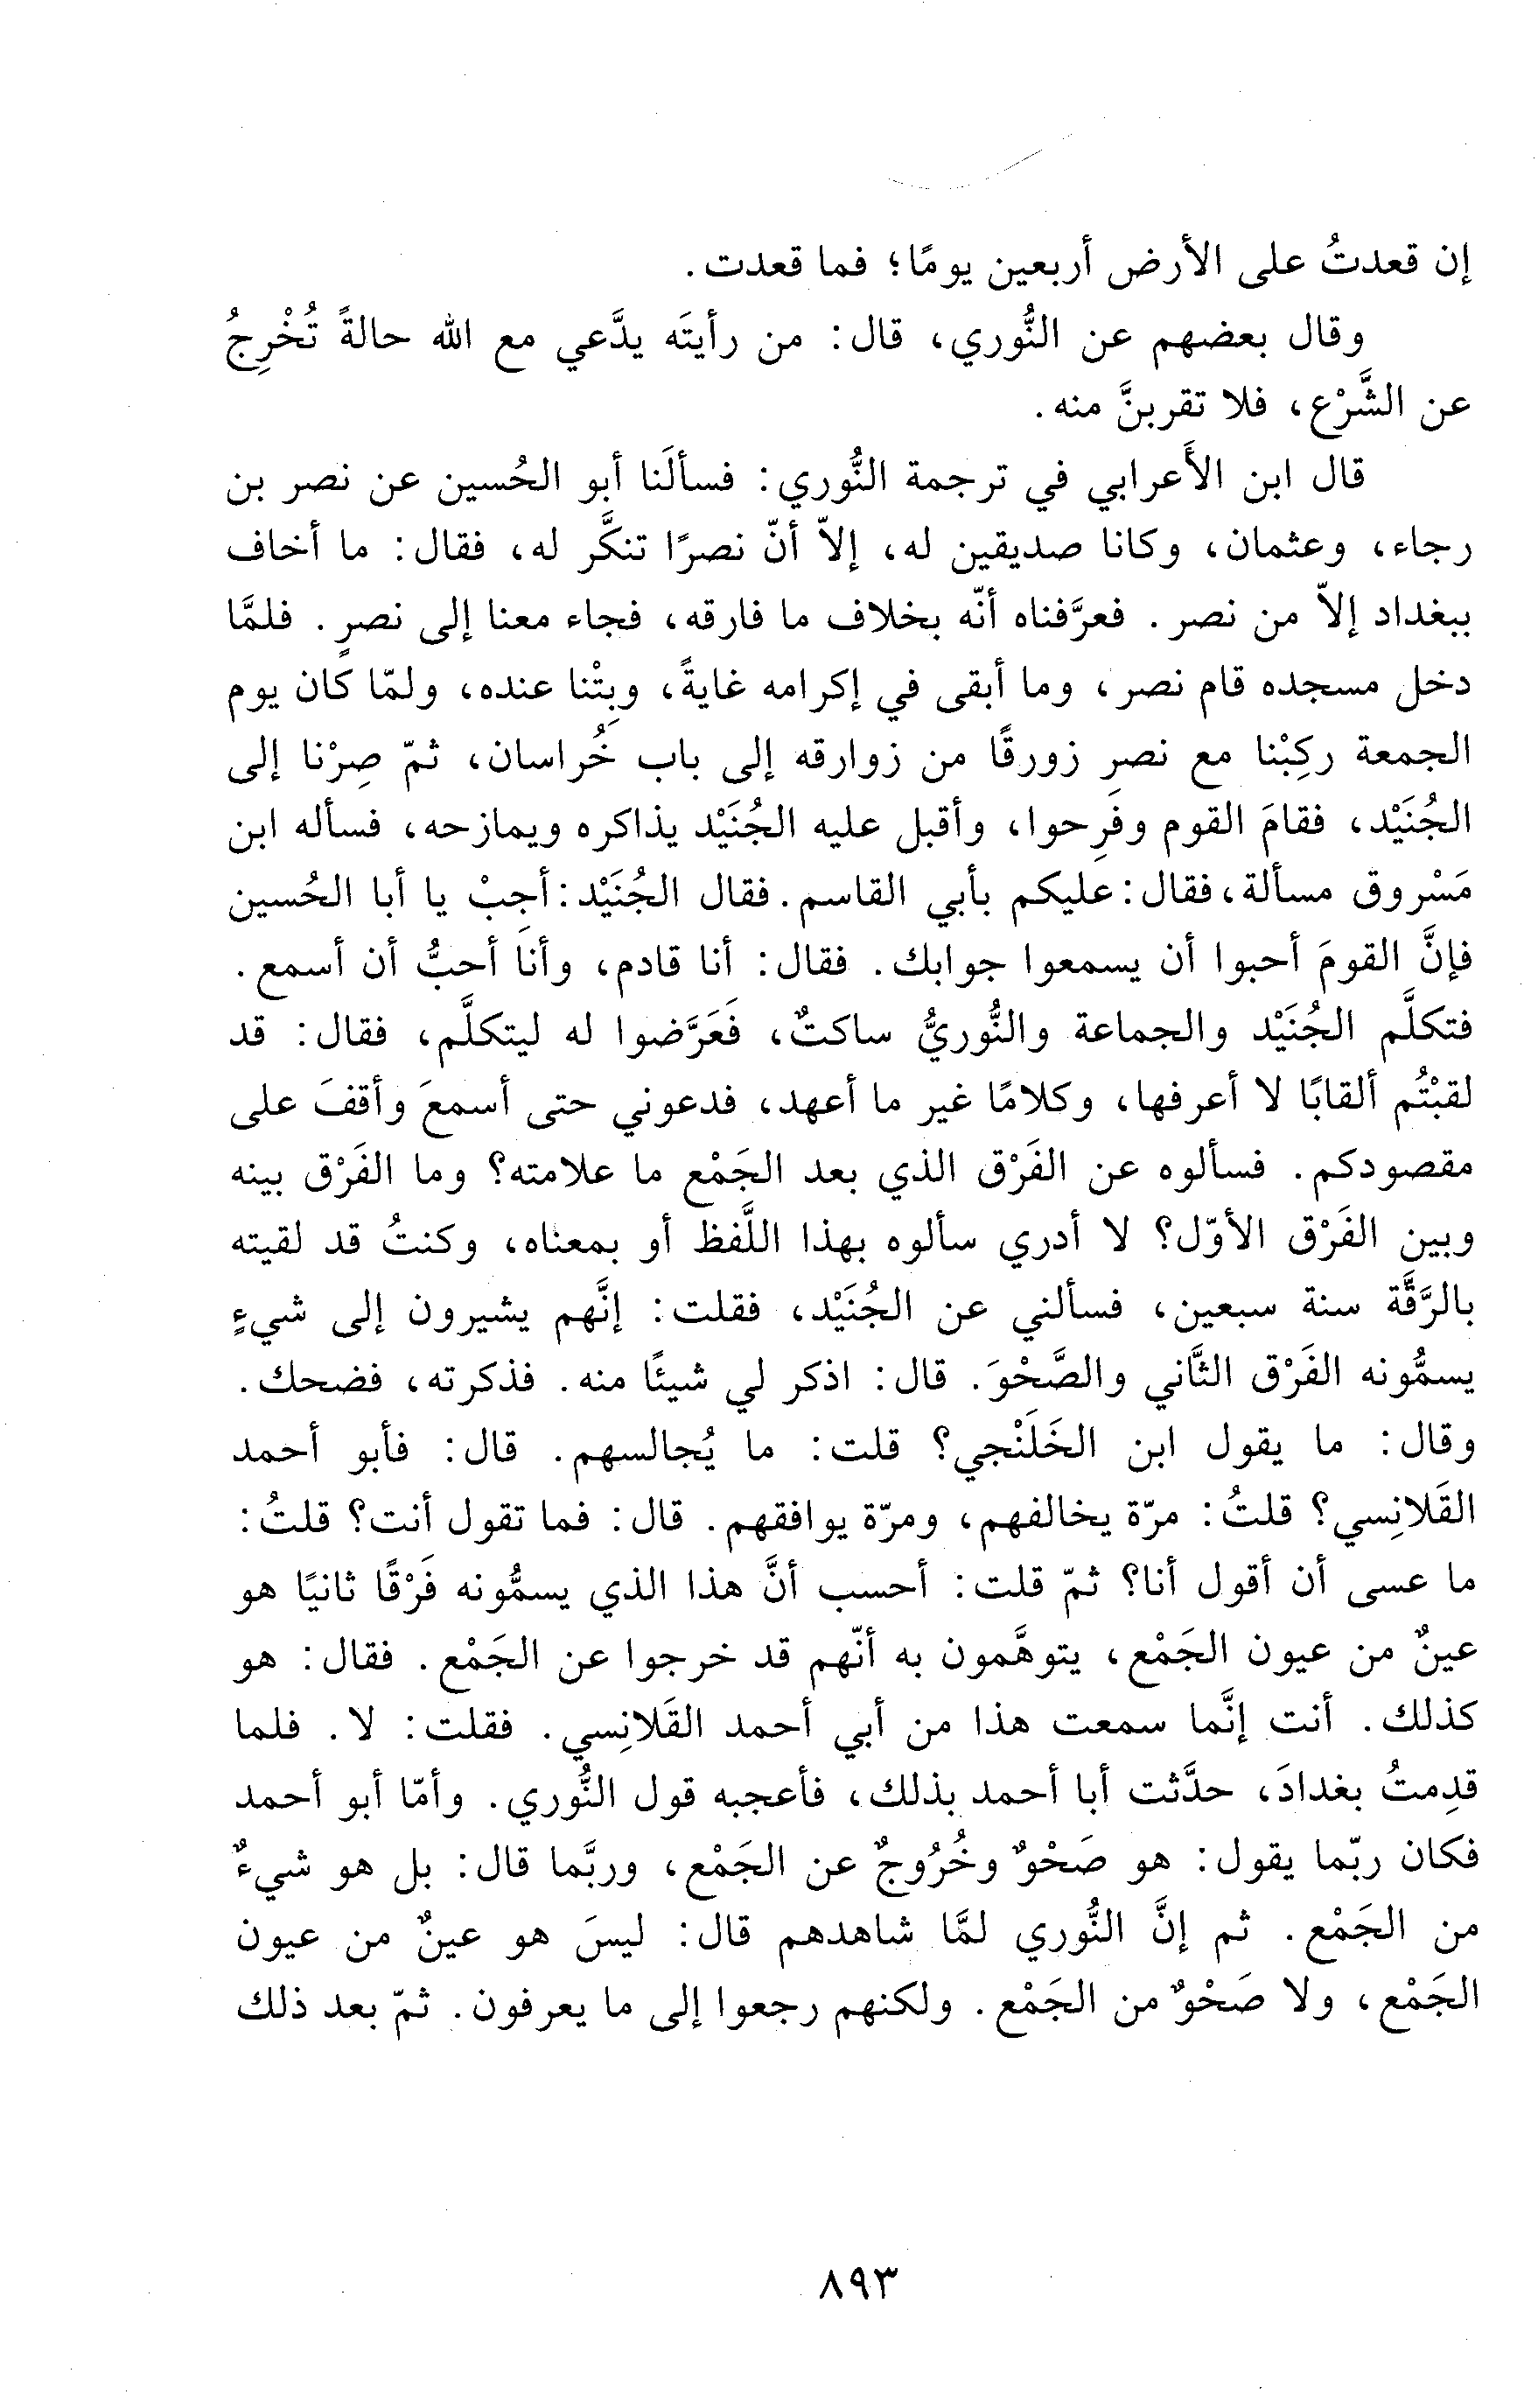 إن قعدتُ على الأرض أربعين يومًا؛ فما قعدت.
وقال بعضهم عن النُّوري، قال: من رأيتَه يدَّعي مع الله حالةً تُخْرِجُ
عن الشَّرْع، فلا تقربنَّ منه.
قال ابن الأَعرابي في ترجمة النُّوري: فسألَنا أبو الحُسين عن نصر بن
رجاء، وعثمان، وكانا صديقين له، إلاّ أنّ نصرًا تنكَّر له، فقال: ما أخاف
ببغداد إلاّ من نصر. فعرَّفناه أنّه بخلاف ما فارقه، فجاء معنا إلى نصرٍ. فلمَّا
دخل مسجده قام نصر، وما أبقى في إكرامه غايةً، وبِتْنا عنده، ولمّا كان يوم
الجمعة ركِبْنا مع نصرِ زورقًا من زوارقه إلى باب خُراسان، ثمّ صِرْنا إلى
الجُنَيْد، فقامَ القوم وفَرِحوا، وأقبل عليه الجُنَيْد يذاكره ويمازحه، فسأله ابن
مَسْروق مسألة، فقال: عليكم بأبي القاسم. فقال الجُنَيْد: أجِبْ يا أبا الحُسين
فإنَّ القومَ أحبوا أن يسمعوا جوابك. فقال: أنا قادم، وأنا أحبُّ أن أسمع.
فتكلَّم الجُنَيْد والجماعة والنُّوريُّ ساكتٌ، فَعَرَّضوا له ليتكلَّم، فقال: قد
لقبْتُم ألقابًا لا أعرفها، وكلامًا غير ما أعهد، فدعوني حتى أسمعَ وأقفَ على
مقصودكم. فسألوه عن الفَرْق الذي بعد الجَمْع ما علامته؟ وما الفَرْق بينه
وبين الفَرْق الأوّل؟ لا أدري سألوه بهذا اللَّفظ أو بمعناه، وكنتُ قد لقيته
بالرَّقَّة سنة سبعين، فسألني عن الجُنَيْد، فقلت: إنَّهم يشيرون إلى شيءٍ
يسمُّونه الفَرْق الثَّاني والصَّحْوَ. قال: اذكر لي شيئًا منه. فذكرته، فضحك.
وقال: ما يقول ابن الخَلَنْجي؟ قلت: ما يُجالسهم. قال: فأبو أحمد
القَلانِسي؟ قلتُ: مرّة يخالفهم، ومرّة يوافقهم. قال: فما تقول أنت؟ قلتُ:
ما عسى أن أقول أنا؟ ثمّ قلت: أحسب أنَّ هذا الذي يسمُّونه فَرْقًا ثانيًا هو
عينٌ من عيون الجَمْع، يتوهَّمون به أنّهم قد خرجوا عن الجَمْع. فقال: هو
كذلك. أنت إنَّما سمعت هذا من أبي أحمد القَلانِسي. فقلت: لا. فلما
قدِمتُ بغدادَ، حدَّثت أبا أحمد بذلك، فأعجبه قول النُّوري. وأمّا أبو أحمد
فكان ربّما يقول: هو صَحْوٌ وخُرُوجٌ عن الجَمْع، وربَّما قال: بل هو شيءٌ
من الجَمْع. ثم إنَّ النُّوري لمَّا شاهدهم قال: ليسَ هو عينٌ من عيون
الجَمْع، ولا صَحْوٌ من الجَمْع. ولكنهم رجعوا إلى ما يعرفون. ثمّ بعد ذلك
٨٩٣